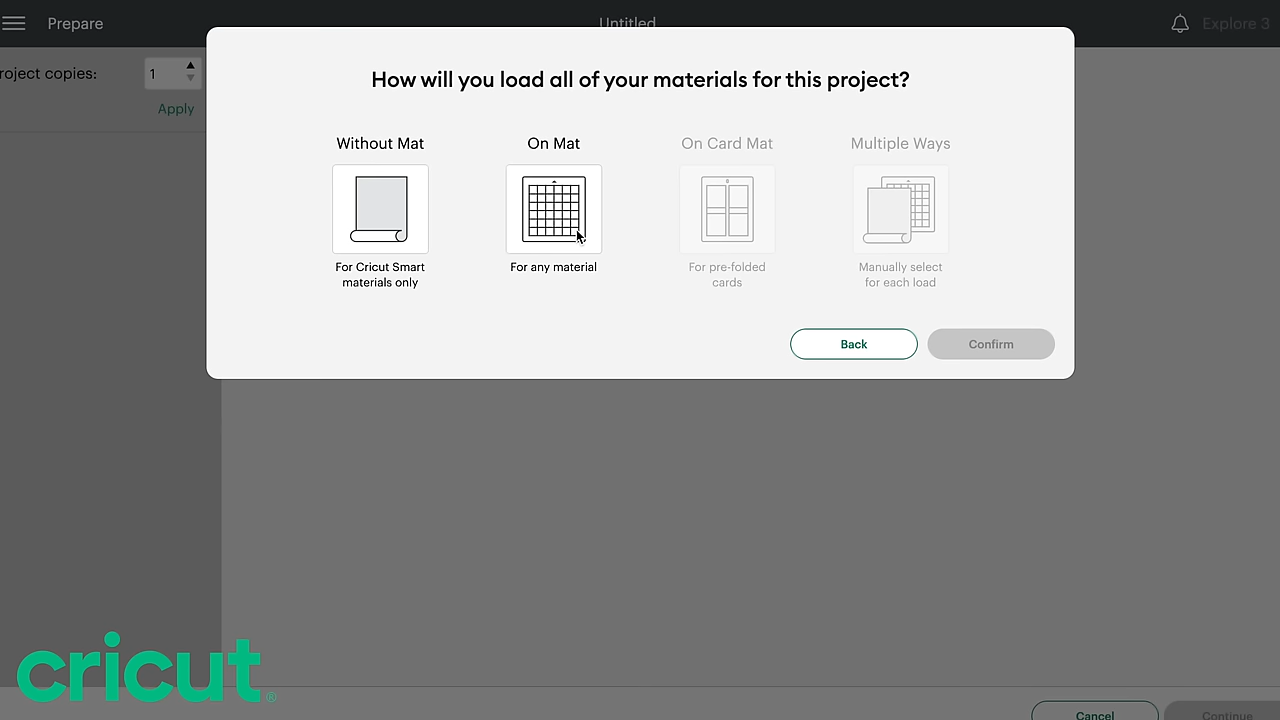 Prepare
Untitled
Explore 3
roject copies:
1
Apply
How will you load all of your materials for this project?
Without Mat
On Mat
On Card Mat
Multiple Ways
For Cricut Smart
materials only
For any material
For pre-folded
cards
Manually select
for each load
Back
Confirm
cricut®
Cancel
Continue